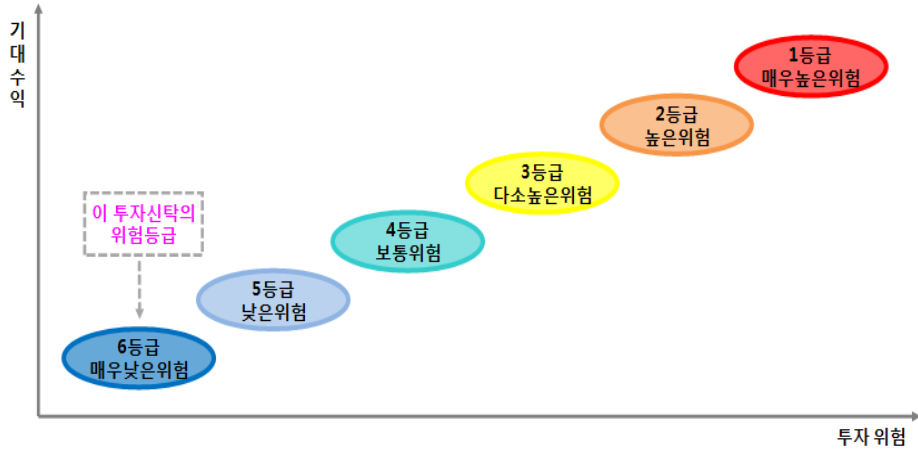 기대수익
1등급
매우높은위험
2등급
높은위험
3등급
다소높은위험
이 투자신탁의
위험등급
4등급
보통위험
5등급
낮은위험
6등급
매우낮은위험
투자 위험